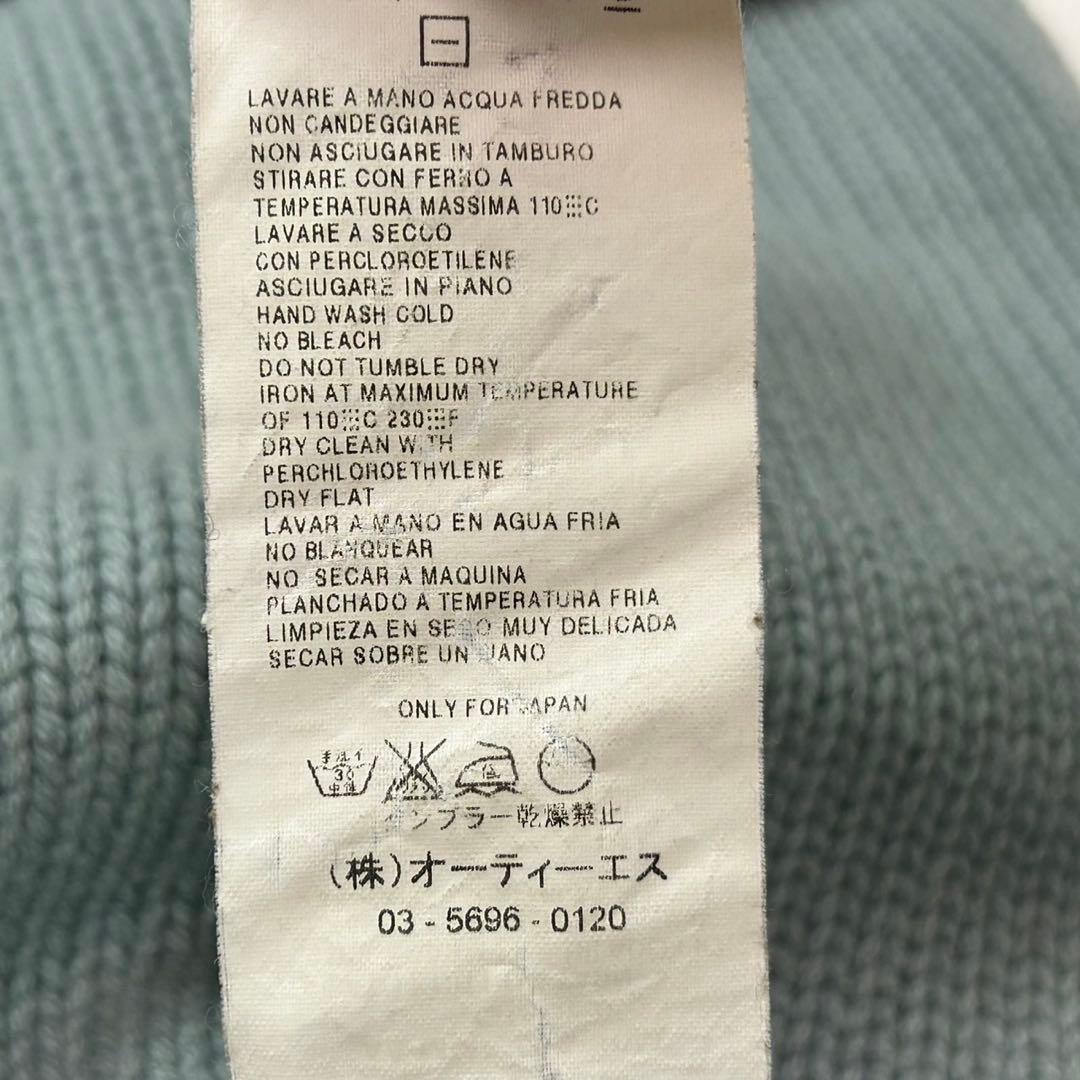 LAVARE A MANO ACQUA FREDDA
NON CANDEGGIARE
NON ASCIUGARE IN TAMBURO
STIRARE CON FERRO A
TEMPERATURA MASSIMA 110 C
LAVARE A SECCO
CON PERCLOROETILENE
ASCIUGARE IN PIANO
HAND WASH COLD
NO BLEACH
DO NOT TUMBLE DRY
IRON AT MAXIMUM TEMPERATURE
OF 110 C 230 F
DRY CLEAN WITH
PERCHLOROETHYLENE
DRY FLAT
LAVAR A MANO EN AGUA FRIA
NO BLANQUEAR
NO SECAR A MAQUINA
PLANCHADO A TEMPERATURA FRIA
LIMPIEZA EN SECO MUY DELICADA
SECAR SOBRE UN
ONLY FOR JAPAN
手洗イ
30
中性
低
タンブラー乾燥禁止
(株)オーティーエス
03-5696-0120